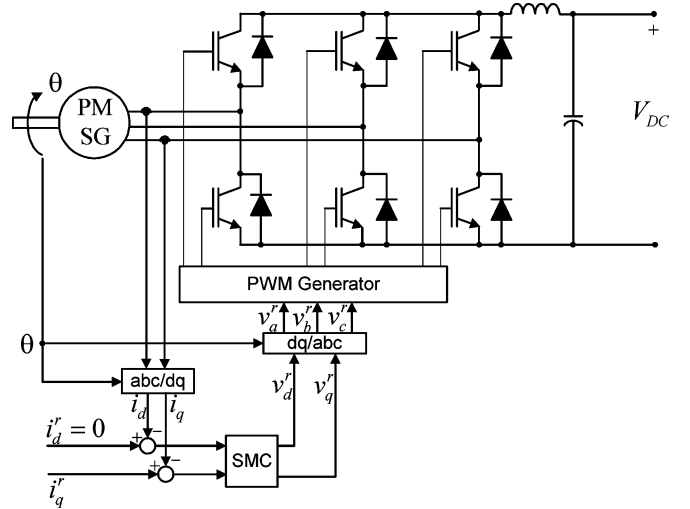 θ
PM
SG
+
V_DC
PWM Generator
v_a^r v_b^r v_c^r
θ
dq/abc
abc/dq
v_d^r v_q^r
i_d i_q
i_d^r = 0
+ −
SMC
+ −
i_q^r